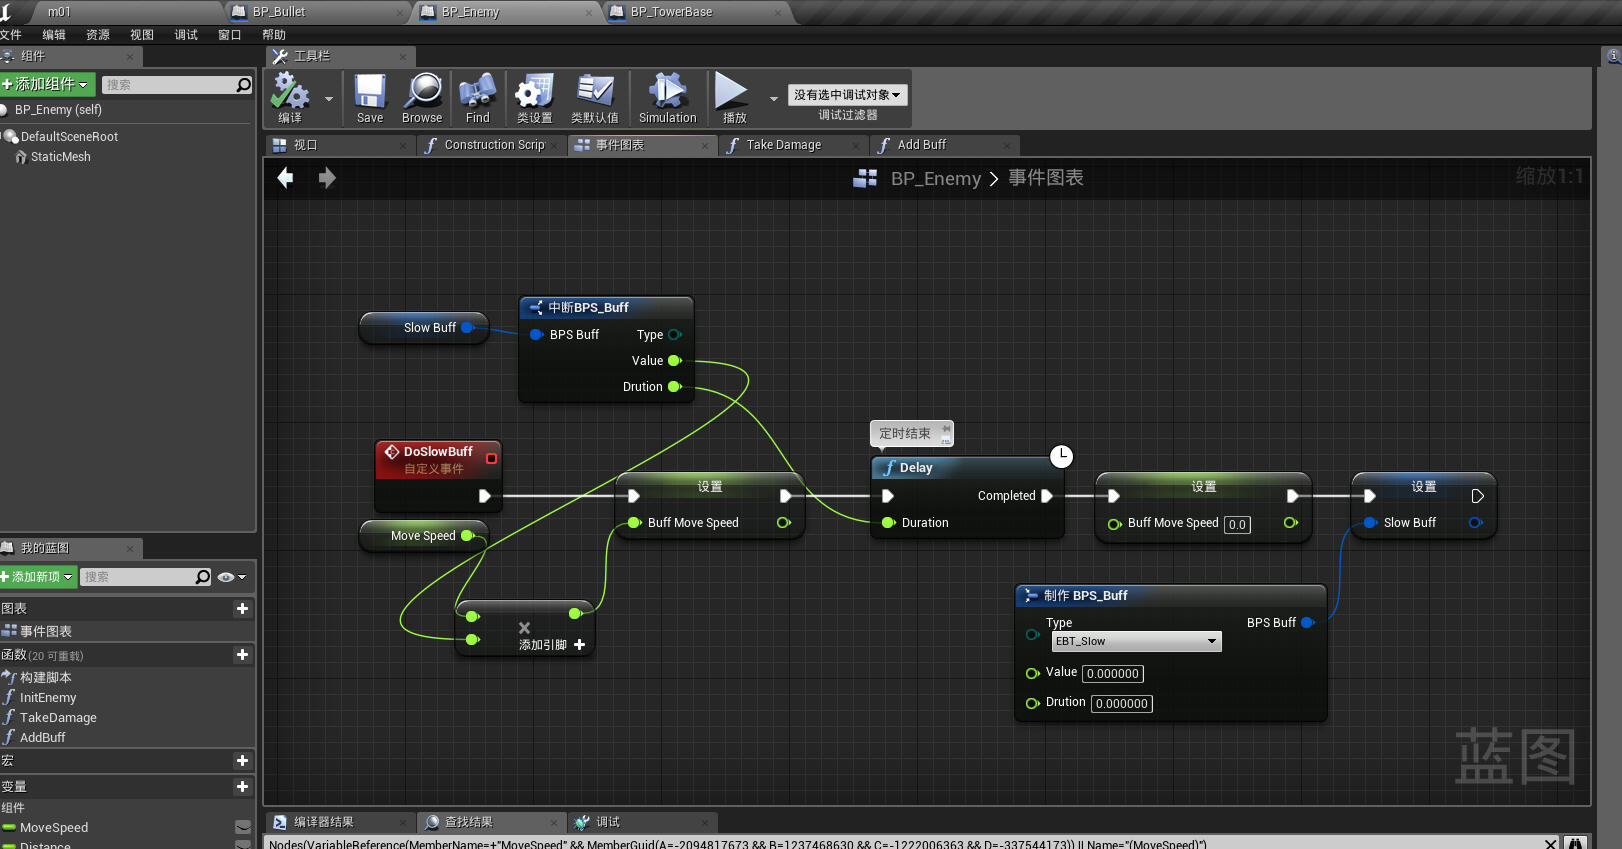 m01
BP_Bullet
BP_Enemy
BP_TowerBase
文件 编辑 资源 视图 调试 窗口 帮助
组件
工具栏
添加组件
搜索
BP_Enemy (self)
DefaultSceneRoot
StaticMesh
编译
Save
Browse
Find
类设置
类默认值
Simulation
播放
没有选中调试对象
调试过滤器
视口
Construction Scrip
事件图表
Take Damage
Add Buff
BP_Enemy > 事件图表
缩放1:1
Slow Buff
中断BPS_Buff
BPS Buff
Type
Value
Drution
DoSlowBuff
自定义事件
Move Speed
设置
Buff Move Speed
添加引脚
定时结束
Delay
Completed
Duration
设置
Buff Move Speed 0.0
设置
Slow Buff
制作 BPS_Buff
Type
EBT_Slow
BPS Buff
Value 0.000000
Drution 0.000000
蓝图
我的蓝图
添加新项
搜索
图表
事件图表
函数 (20 可重载)
构建脚本
InitEnemy
TakeDamage
AddBuff
宏
变量
组件
MoveSpeed
Distance
编译器结果
查找结果
调试
Nodes(VariableReference(MemberName=+"MoveSpeed" && MemberGuid(A=-2094817673 && B=1237468630 && C=-1222006363 && D=-337544173)) || Name="(MoveSpeed)")